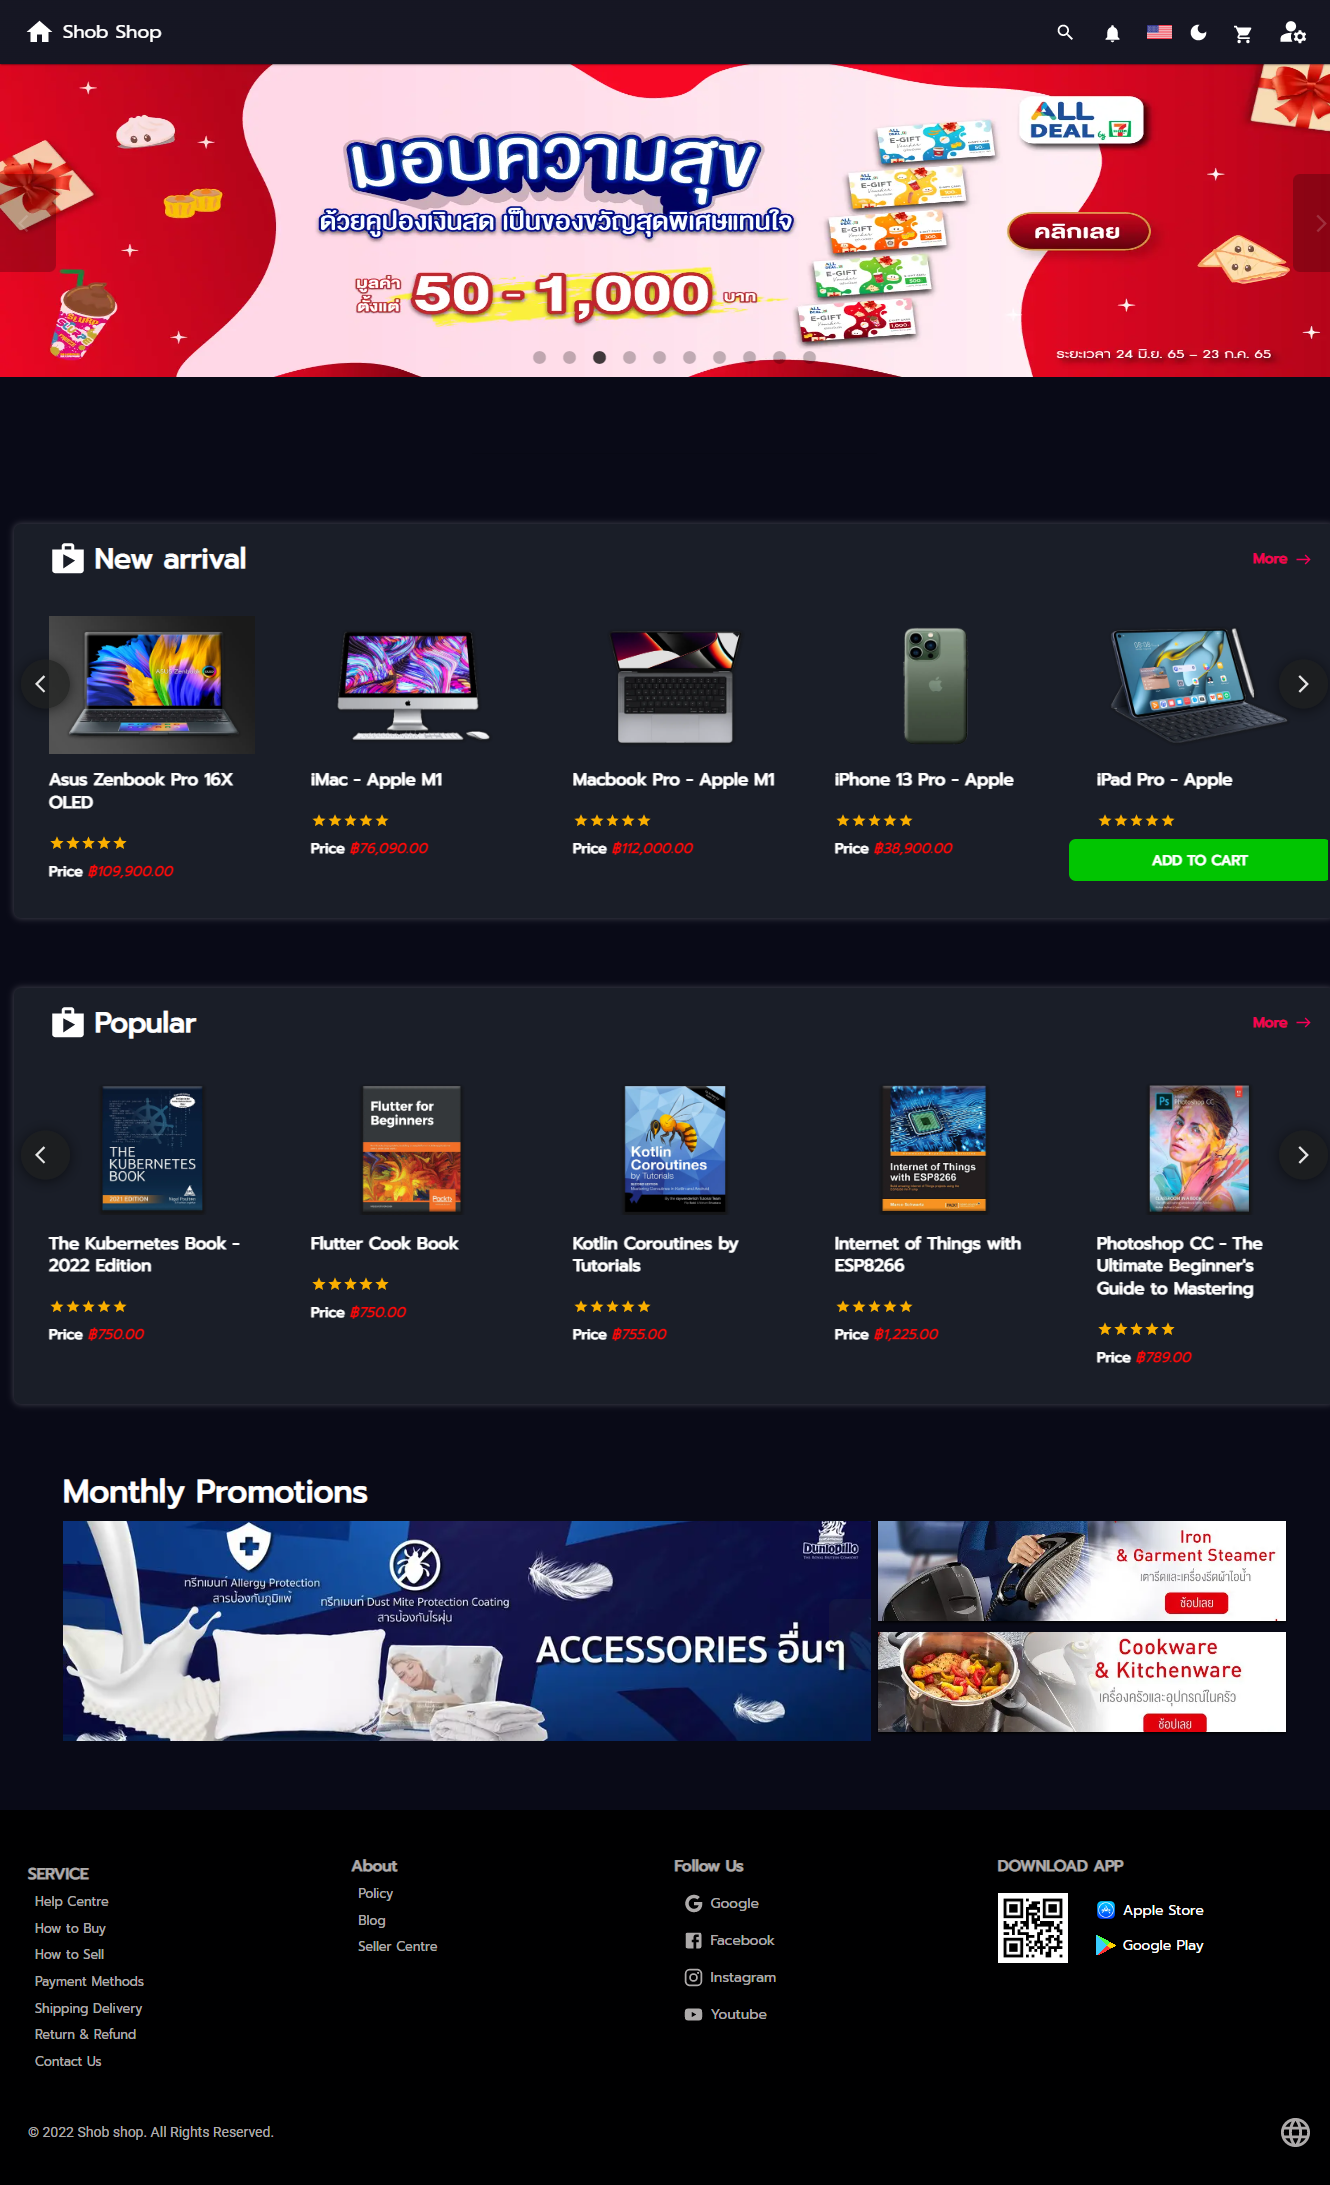 Shob Shop
ALL
DEAL by
มอบความสุข
ด้วยคูปองเงินสด เป็นของขวัญสุดพิเศษแทนใจ
คลิกเลย
มูลค่า
ตั้งแต่
50 - 1,000 บาท
E-GIFT
E-GIFT
E-GIFT
E-GIFT
E-GIFT
ระยะเวลา 24 มิ.ย. 65 – 23 ก.ค. 65
New arrival
More →
Asus Zenbook Pro 16X
OLED
Price ฿109,900.00
iMac - Apple M1
Price ฿76,090.00
Macbook Pro - Apple M1
Price ฿112,000.00
iPhone 13 Pro - Apple
Price ฿38,900.00
iPad Pro - Apple
ADD TO CART
Popular
More →
THE
KUBERNETES
BOOK
2021 EDITION
Flutter for
Beginners
Packt
Kotlin
Coroutines
by Tutorials
Internet of Things
with ESP8266
Ps
Photoshop CC
The Kubernetes Book -
2022 Edition
Price ฿750.00
Flutter Cook Book
Price ฿750.00
Kotlin Coroutines by
Tutorials
Price ฿755.00
Internet of Things with
ESP8266
Price ฿1,225.00
Photoshop CC - The
Ultimate Beginner's
Guide to Mastering
Price ฿789.00
Monthly Promotions
Dunlopillo
ทรีทเมนท์ Allergy Protection
สารป้องกันภูมิแพ้
ทรีทเมนท์ Dust Mite Protection Coating
สารป้องกันไรฝุ่น
ACCESSORIES อื่นๆ
Iron
& Garment Steamer
เตารีดและเครื่องรีดผ้าไอน้ำ
ช้อปเลย
Cookware
& Kitchenware
เครื่องครัวและอุปกรณ์ในครัว
ช้อปเลย
SERVICE
Help Centre
How to Buy
How to Sell
Payment Methods
Shipping Delivery
Return & Refund
Contact Us
About
Policy
Blog
Seller Centre
Follow Us
Google
Facebook
Instagram
Youtube
DOWNLOAD APP
Apple Store
Google Play
© 2022 Shob shop. All Rights Reserved.